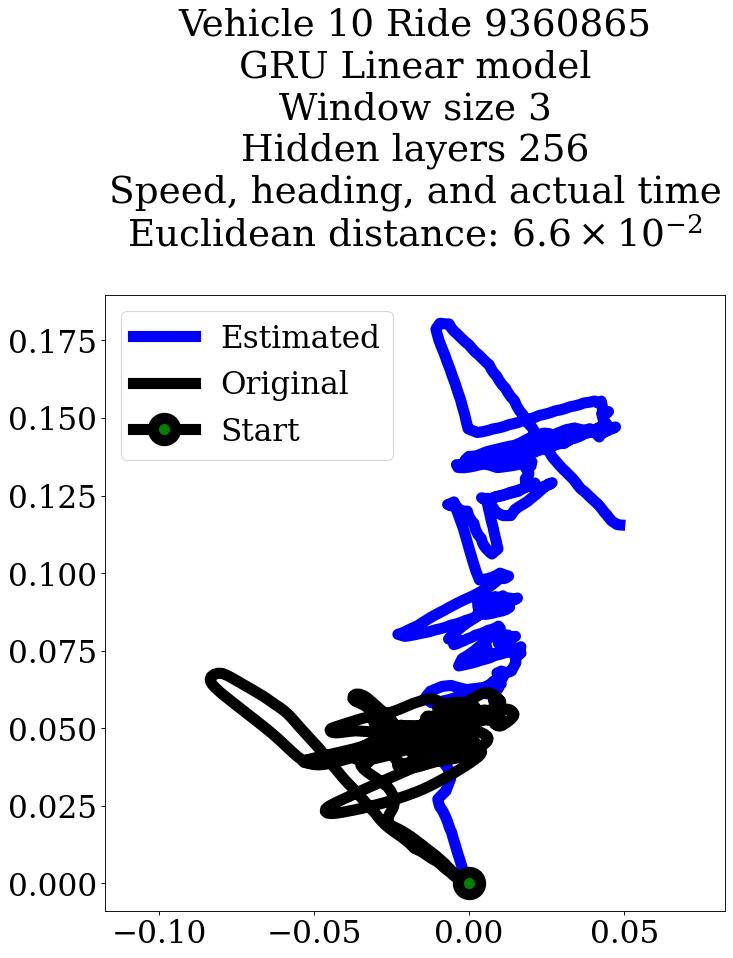 Vehicle 10 Ride 9360865
GRU Linear model
Window size 3
Hidden layers 256
Speed, heading, and actual time
Euclidean distance: 6.6 × 10⁻²
Estimated
Original
Start
0.175
0.150
0.125
0.100
0.075
0.050
0.025
0.000
−0.10 −0.05 0.00 0.05